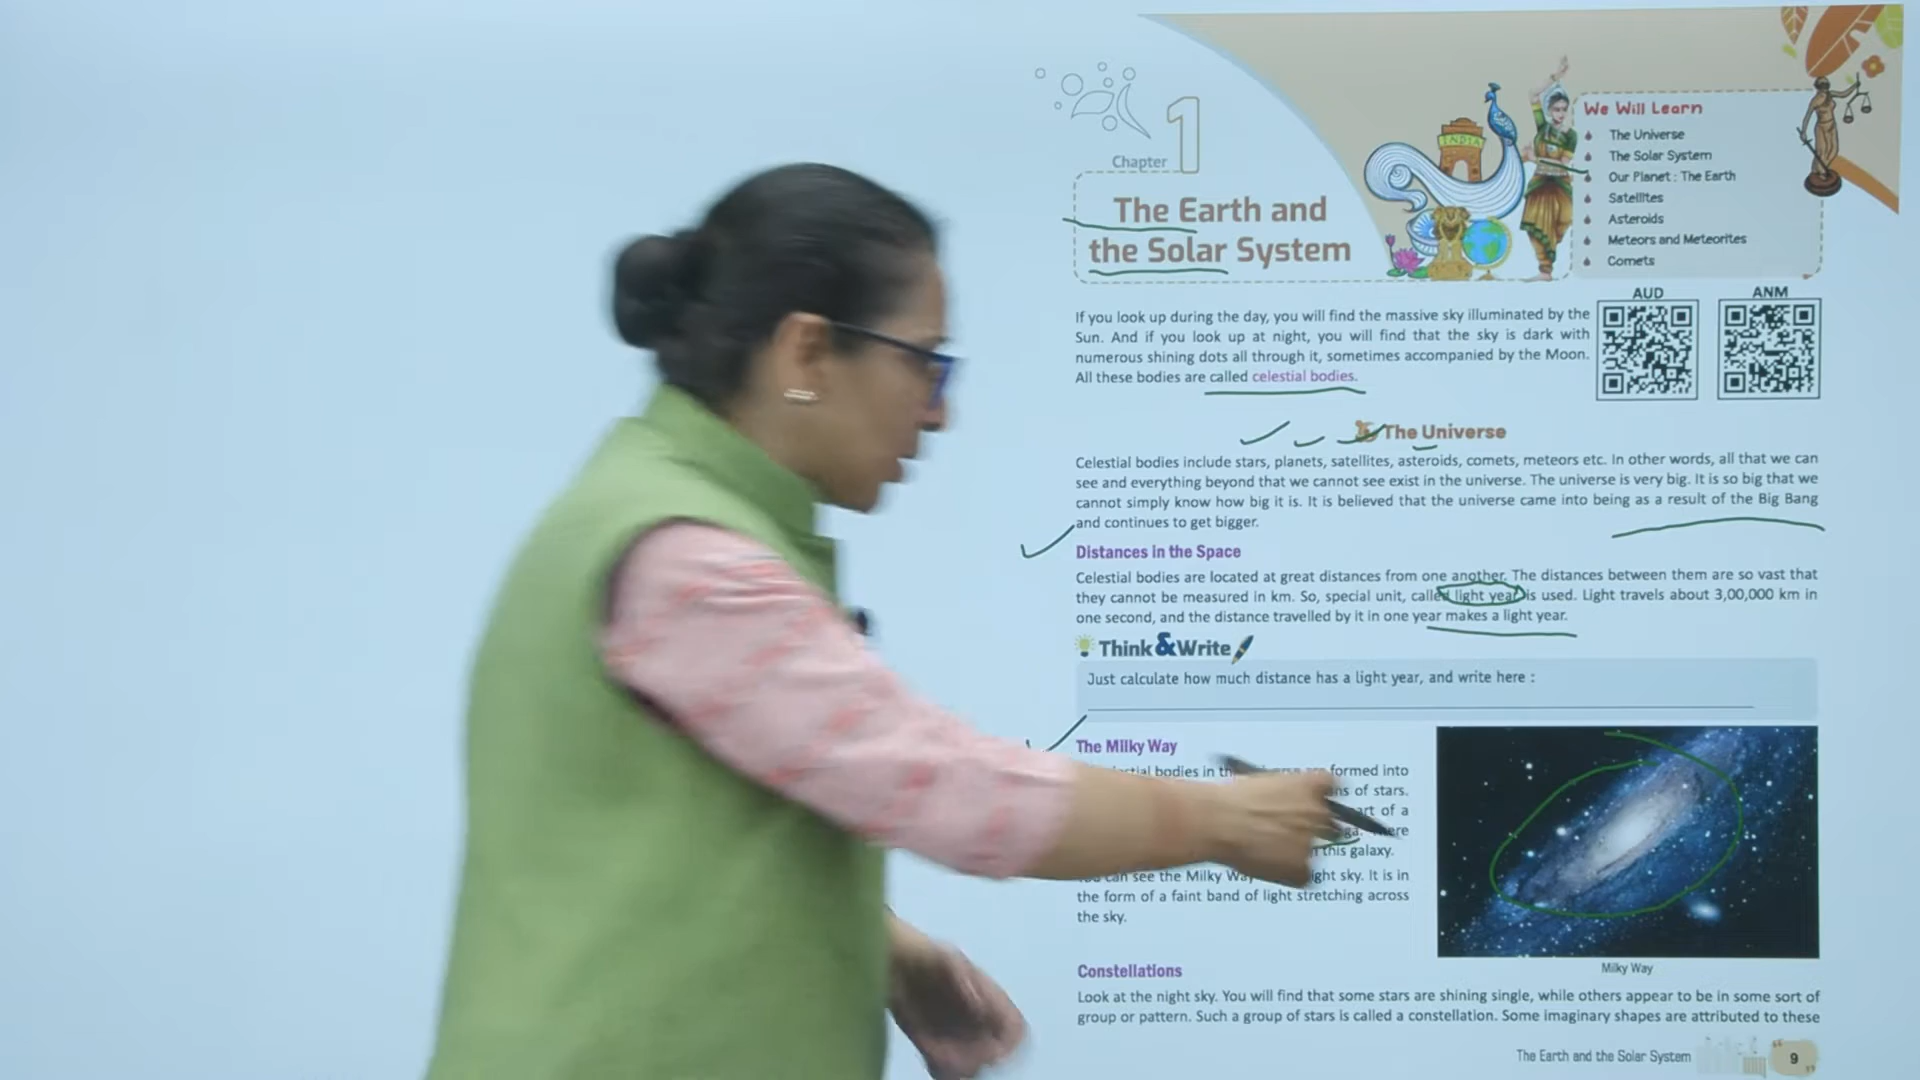 Chapter 1
The Earth and
the Solar System
We Will Learn
The Universe
The Solar System
Our Planet : The Earth
Satellites
Asteroids
Meteors and Meteorites
Comets
INDIA
AUD
ANM
If you look up during the day, you will find the massive sky illuminated by the
Sun. And if you look up at night, you will find that the sky is dark with
numerous shining dots all through it, sometimes accompanied by the Moon.
All these bodies are called celestial bodies.
The Universe
Celestial bodies include stars, planets, satellites, asteroids, comets, meteors etc. In other words, all that we can
see and everything beyond that we cannot see exist in the universe. The universe is very big. It is so big that we
cannot simply know how big it is. It is believed that the universe came into being as a result of the Big Bang
and continues to get bigger.
Distances in the Space
Celestial bodies are located at great distances from one another. The distances between them are so vast that
they cannot be measured in km. So, special unit, called light year is used. Light travels about 3,00,000 km in
one second, and the distance travelled by it in one year makes a light year.
Think & Write
Just calculate how much distance has a light year, and write here :
The Milky Way
bodies in formed into
of stars.
of a
this galaxy.
can see the Milky sky. It is in
the form of a faint band of light stretching across
the sky.
Milky Way
Constellations
Look at the night sky. You will find that some stars are shining single, while others appear to be in some sort of
group or pattern. Such a group of stars is called a constellation. Some imaginary shapes are attributed to these
The Earth and the Solar System
9